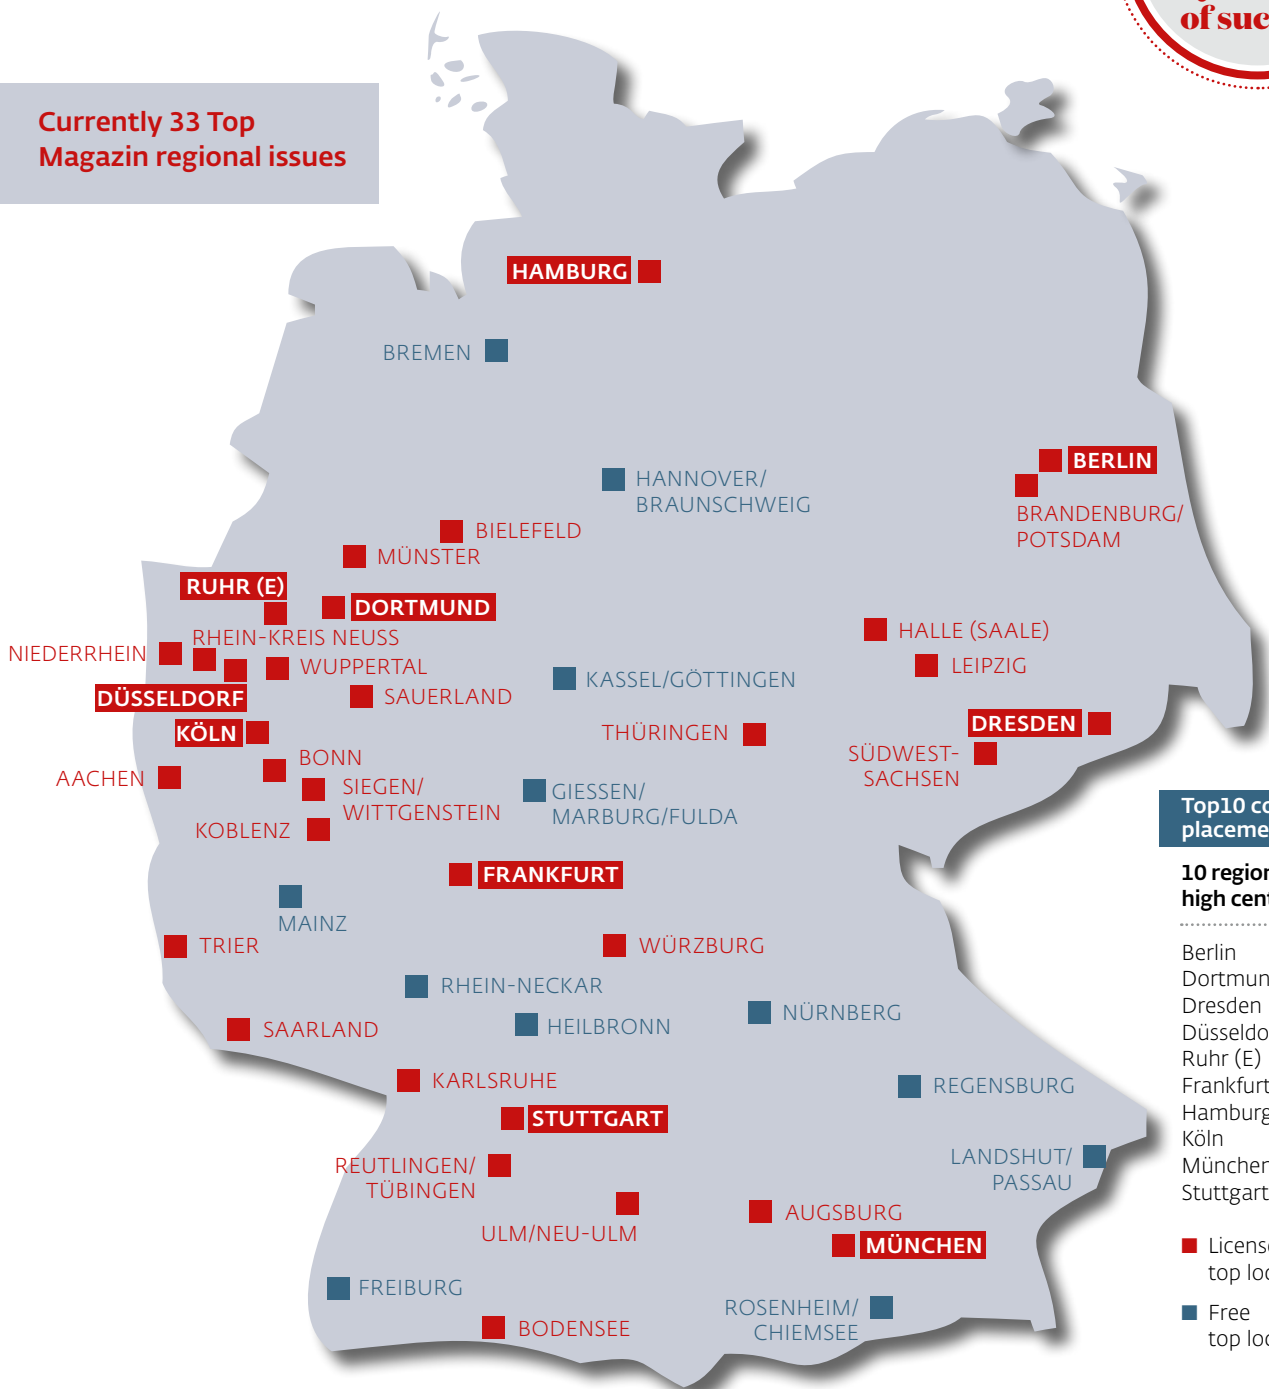 of suc
Currently 33 Top
Magazin regional issues
HAMBURG
BREMEN
HANNOVER/
BRAUNSCHWEIG
BERLIN
BRANDENBURG/
POTSDAM
BIELEFELD
MÜNSTER
RUHR (E)
DORTMUND
HALLE (SAALE)
RHEIN-KREIS NEUSS
NIEDERRHEIN
WUPPERTAL
LEIPZIG
KASSEL/GÖTTINGEN
SAUERLAND
DÜSSELDORF
KÖLN
THÜRINGEN
DRESDEN
SÜDWEST-
SACHSEN
BONN
AACHEN
SIEGEN/
WITTGENSTEIN
GIESSEN/
MARBURG/FULDA
KOBLENZ
FRANKFURT
MAINZ
TRIER
WÜRZBURG
RHEIN-NECKAR
NÜRNBERG
HEILBRONN
SAARLAND
KARLSRUHE
REGENSBURG
STUTTGART
LANDSHUT/
PASSAU
REUTLINGEN/
TÜBINGEN
AUGSBURG
ULM/NEU-ULM
MÜNCHEN
FREIBURG
ROSENHEIM/
CHIEMSEE
BODENSEE
Top10 co
placeme
10 region
high cent
Berlin
Dortmun
Dresden
Düsseldo
Ruhr (E)
Frankfurt
Hamburg
Köln
München
Stuttgart
License
top loc
Free
top loc